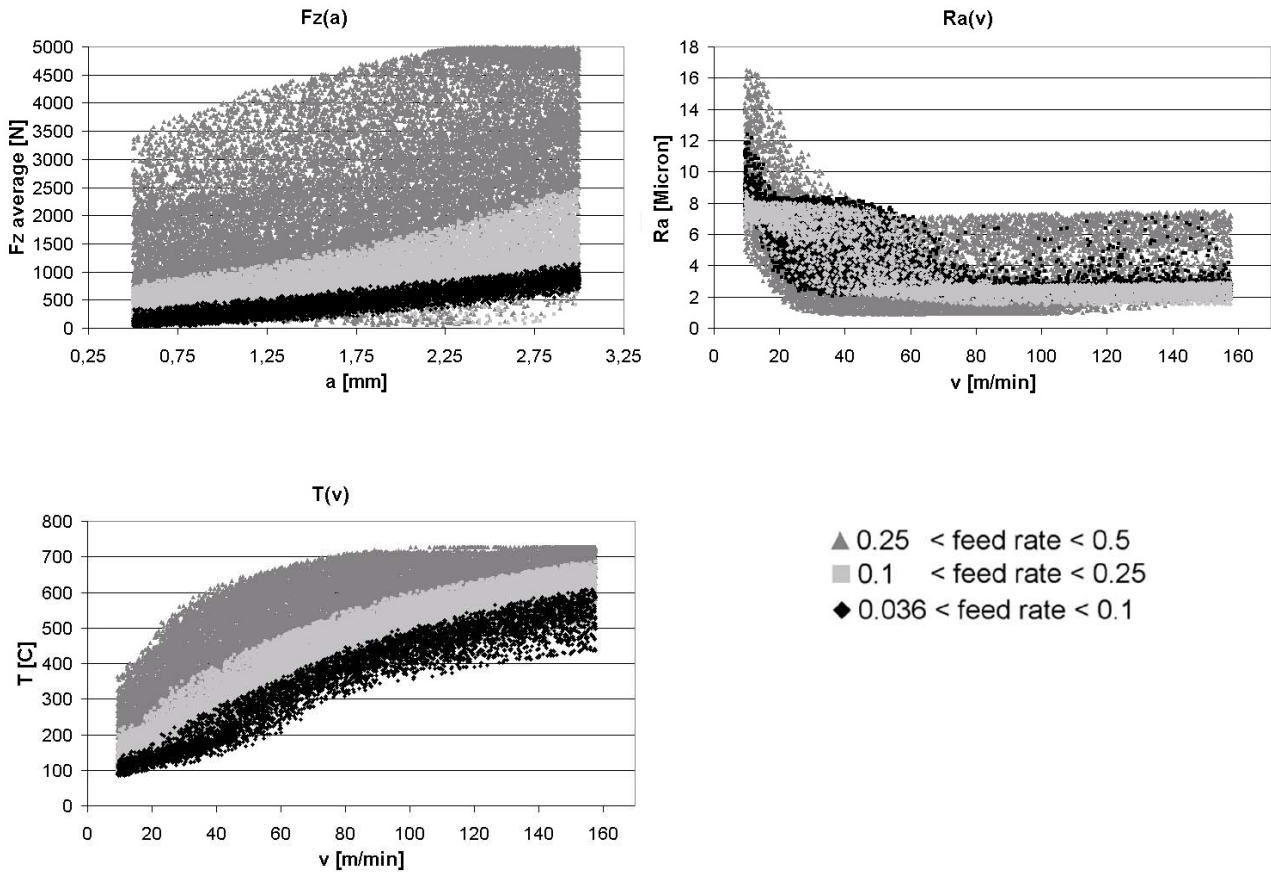 Fz(a)
5000
4500
4000
3500
3000
2500
2000
1500
1000
500
0
Fz average [N]
0,25 0,75 1,25 1,75 2,25 2,75 3,25
a [mm]
Ra(v)
18
16
14
12
10
8
6
4
2
0
Ra [Micron]
0 20 40 60 80 100 120 140 160
v [m/min]
T(v)
800
700
600
500
400
300
200
100
0
T [C]
0 20 40 60 80 100 120 140 160
v [m/min]
0.25 < feed rate < 0.5
0.1 < feed rate < 0.25
0.036 < feed rate < 0.1